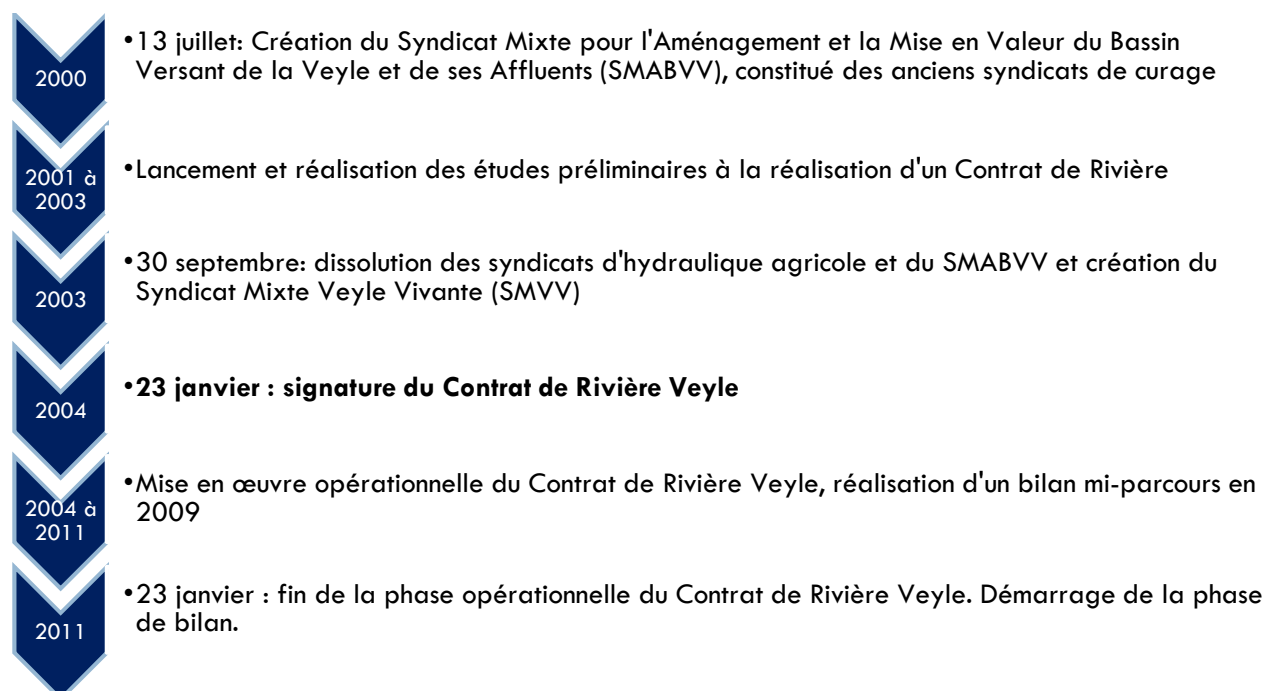 2000
•13 juillet: Création du Syndicat Mixte pour l'Aménagement et la Mise en Valeur du Bassin
Versant de la Veyle et de ses Affluents (SMABVV), constitué des anciens syndicats de curage
2001 à
2003
•Lancement et réalisation des études préliminaires à la réalisation d'un Contrat de Rivière
2003
•30 septembre: dissolution des syndicats d'hydraulique agricole et du SMABVV et création du
Syndicat Mixte Veyle Vivante (SMVV)
2004
•23 janvier : signature du Contrat de Rivière Veyle
2004 à
2011
•Mise en œuvre opérationnelle du Contrat de Rivière Veyle, réalisation d'un bilan mi-parcours en
2009
2011
•23 janvier : fin de la phase opérationnelle du Contrat de Rivière Veyle. Démarrage de la phase
de bilan.